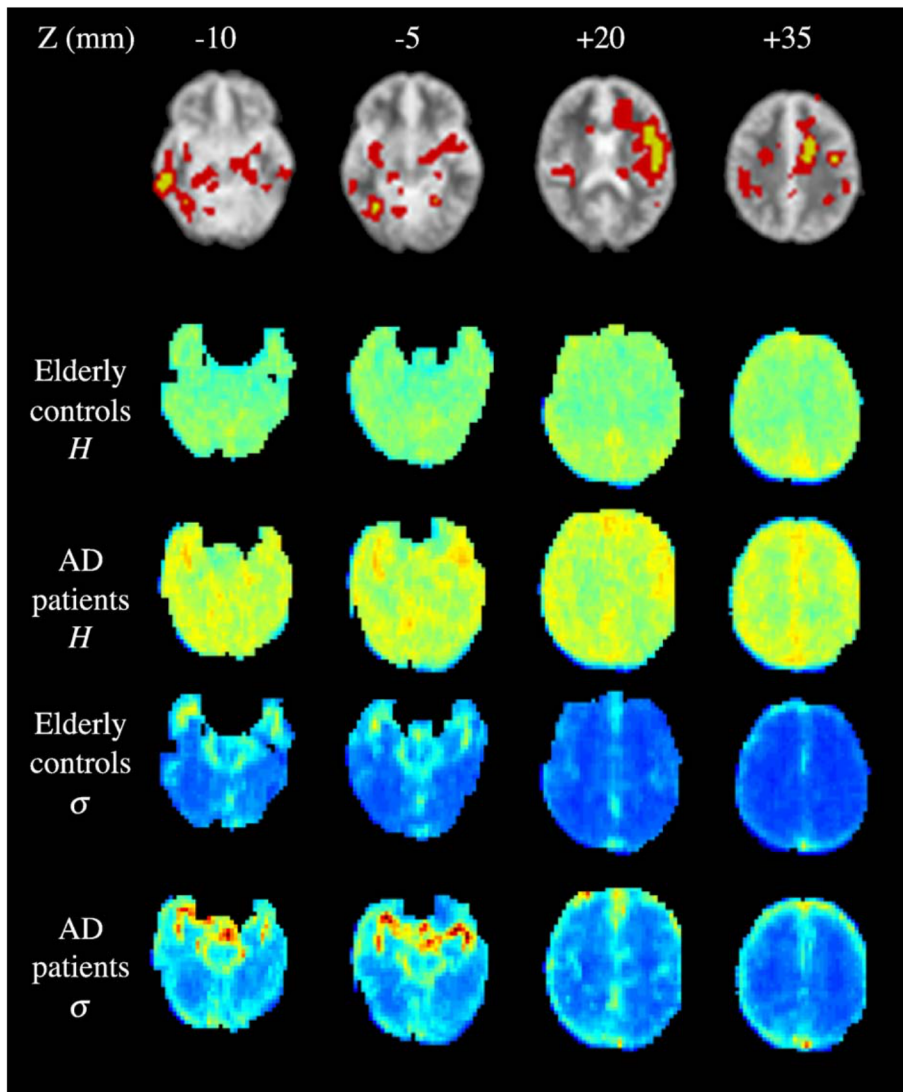 Z (mm) -10 -5 +20 +35
Elderly
controls
H
AD
patients
H
Elderly
controls
σ
AD
patients
σ